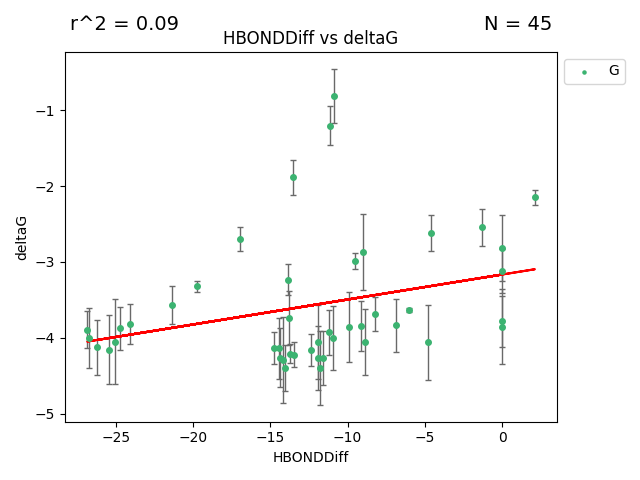 r^2 = 0.09
N = 45
HBONDDiff vs deltaG
G
−1
−2
−3
−4
−5
deltaG
−25
−20
−15
−10
−5
0
HBONDDiff